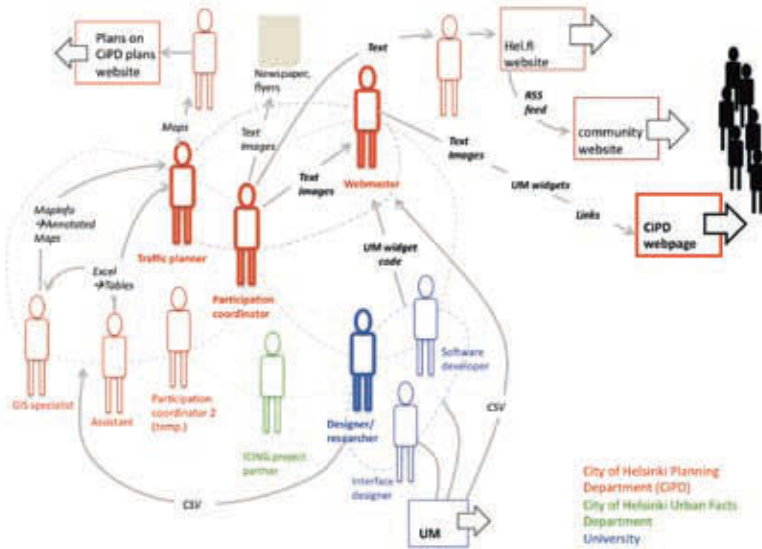 Plans on
CiPD plans
website
Newspaper,
flyers
Text
Hel.fi
website
RSS
feed
community
website
Maps
Text
Images
Text
Images
Webmaster
Text
Images
UM widgets
Links
CiPD
webpage
MapInfo
→Annotated
Maps
Traffic planner
Excel
→Tables
Participation
coordinator
UM widget
code
GIS specialist
Assistant
Participation
coordinator 2
(temp.)
ICING project
partner
Designer/
researcher
Software
developer
Interface
designer
CSV
CSV
UM
City of Helsinki Planning
Department (CiPD)
City of Helsinki Urban Facts
Department
University